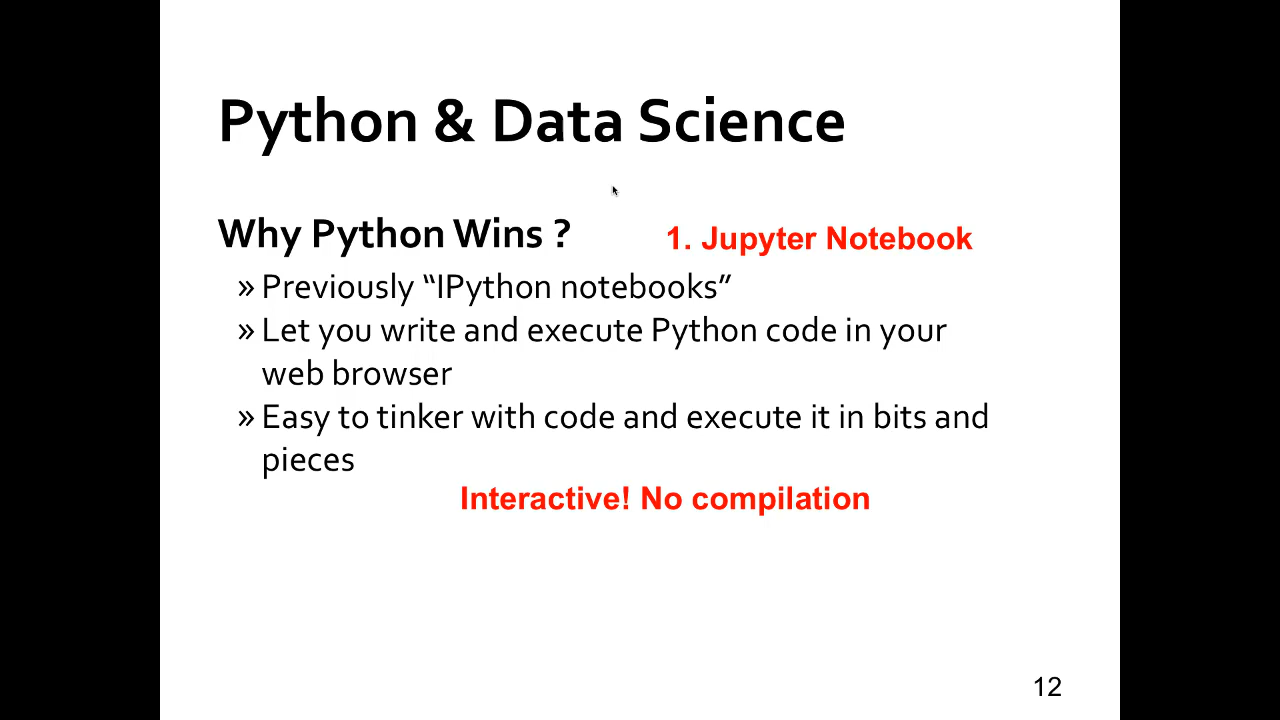 Python & Data Science
Why Python Wins ?
1. Jupyter Notebook
» Previously “IPython notebooks”
» Let you write and execute Python code in your
web browser
» Easy to tinker with code and execute it in bits and
pieces
Interactive! No compilation
12